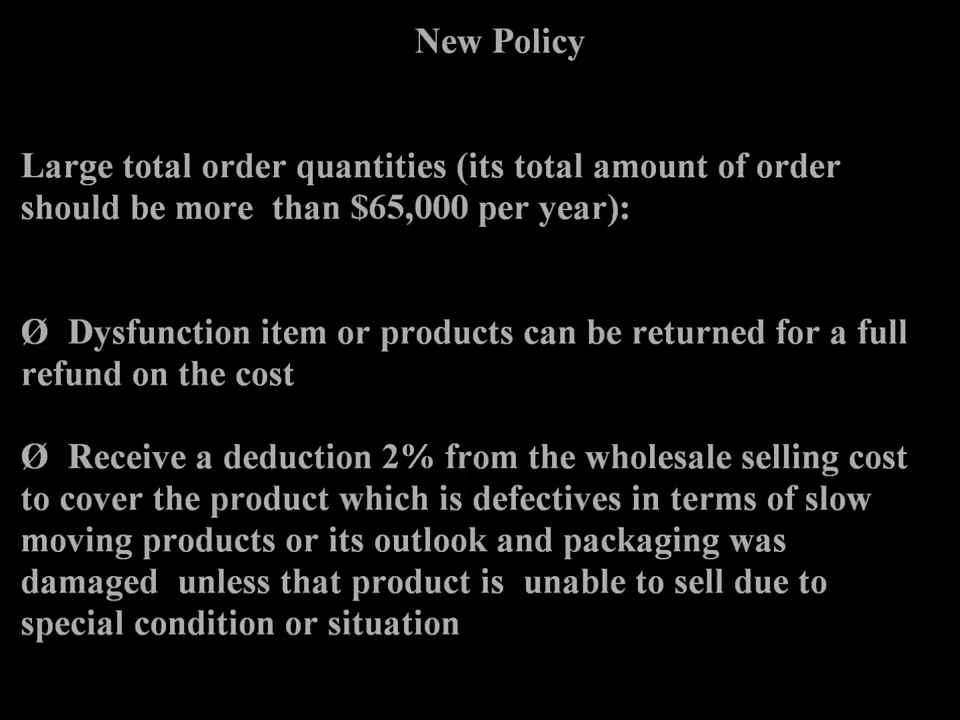 New Policy
Large total order quantities (its total amount of order
should be more  than $65,000 per year):
Ø  Dysfunction item or products can be returned for a full
refund on the cost
Ø  Receive a deduction 2% from the wholesale selling cost
to cover the product which is defectives in terms of slow
moving products or its outlook and packaging was
damaged  unless that product is  unable to sell due to
special condition or situation